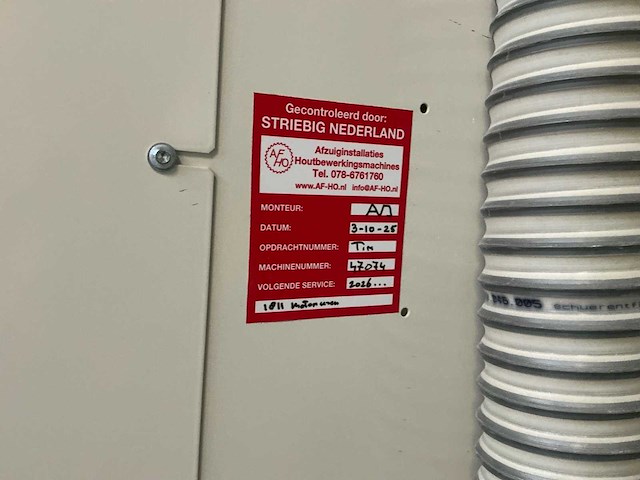 Gecontroleerd door:
STRIEBIG NEDERLAND
AF
HO
Afzuiginstallaties
Houtbewerkingsmachines
Tel. 078-6761760
www.AF-HO.nl info@AF-HO.nl
MONTEUR:
DATUM: 3-10-25
OPDRACHTNUMMER: Tim
MACHINENUMMER: 47074
VOLGENDE SERVICE: 2026...
1811